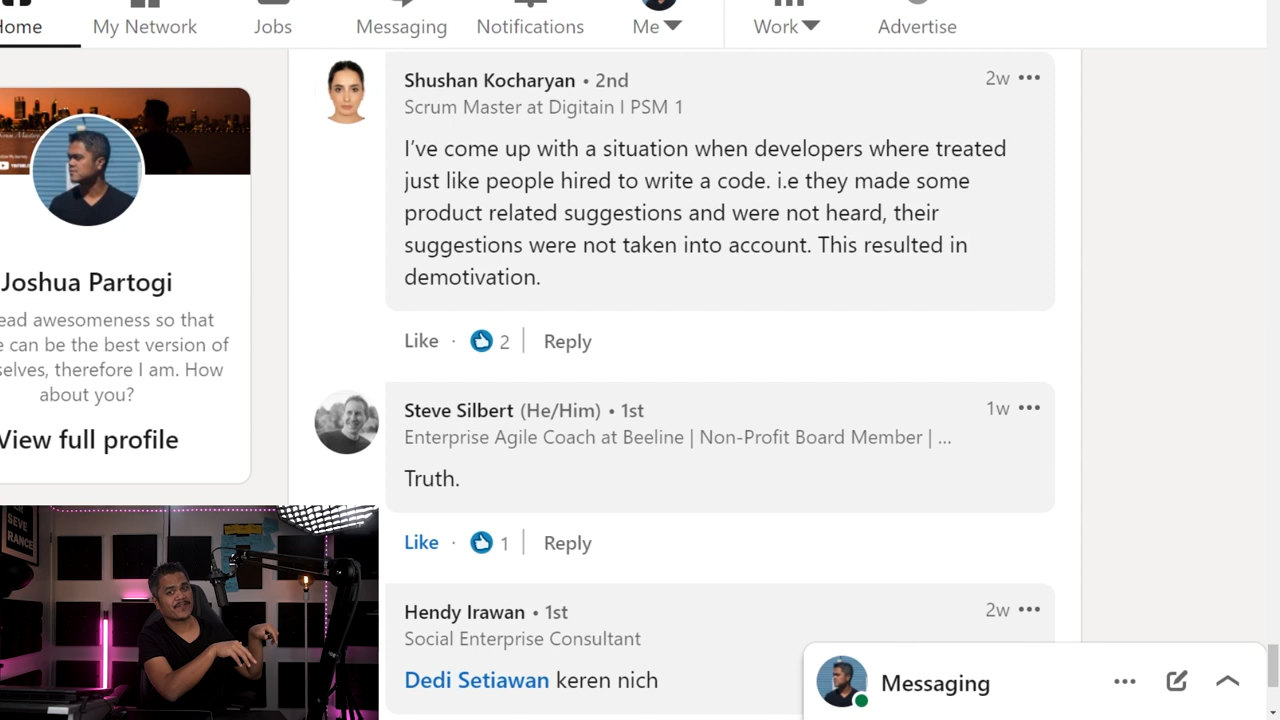 Home
My Network
Jobs
Messaging
Notifications
Me
Work
Advertise
Joshua Partogi
ead awesomeness so that
e can be the best version of
selves, therefore I am. How
about you?
View full profile
Shushan Kocharyan • 2nd
2w •••
Scrum Master at Digitain I PSM 1
I’ve come up with a situation when developers where treated
just like people hired to write a code. i.e they made some
product related suggestions and were not heard, their
suggestions were not taken into account. This resulted in
demotivation.
Like · 2 | Reply
Steve Silbert (He/Him) • 1st
1w •••
Enterprise Agile Coach at Beeline | Non-Profit Board Member | ...
Truth.
Like · 1 | Reply
Hendy Irawan • 1st
2w •••
Social Enterprise Consultant
Dedi Setiawan keren nich
Messaging
SEVE
RANCE